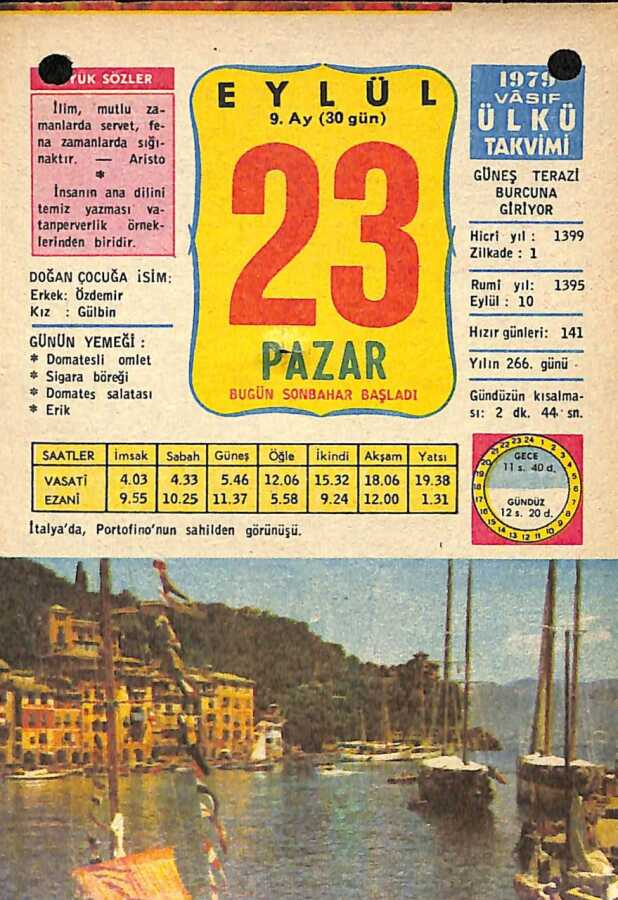 YÜK SÖZLER
İlim, mutlu za-
manlarda servet, fe-
na zamanlarda sığı-
naktır. — Aristo
*
İnsanın ana dilini
temiz yazması va-
tanperverlik örnek-
lerinden biridir.
DOĞAN ÇOCUĞA İSİM:
Erkek: Özdemir
Kız : Gülbin
GÜNÜN YEMEĞİ :
* Domatesli omlet
* Sigara böreği
* Domates salatası
* Erik
EYLÜL
9. Ay (30 gün)
23
PAZAR
BUGÜN SONBAHAR BAŞLADI
1979
VÂSIF
ÜLKÜ
TAKVİMİ
GÜNEŞ TERAZİ
BURCUNA
GİRİYOR
Hicri yıl : 1399
Zilkade : 1
Rumi yıl: 1395
Eylül : 10
Hızır günleri: 141
Yılın 266. günü
Gündüzün kısalma-
sı: 2 dk. 44 sn.
SAATLER İmsak Sabah Güneş Öğle İkindi Akşam Yatsı
VASATİ 4.03 4.33 5.46 12.06 15.32 18.06 19.38
EZANİ 9.55 10.25 11.37 5.58 9.24 12.00 1.31
GECE
11 s. 40 d.
GÜNDÜZ
12 s. 20 d.
İtalya'da, Portofino'nun sahilden görünüşü.